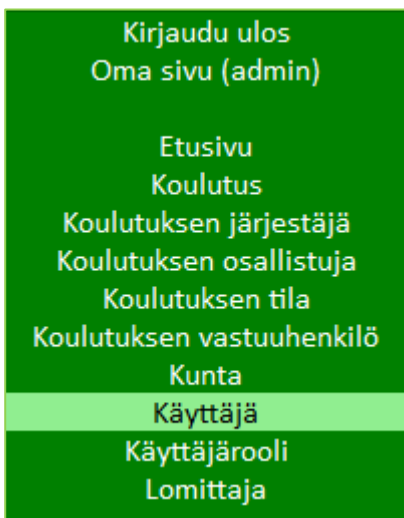 Kirjaudu ulos
Oma sivu (admin)
Etusivu
Koulutus
Koulutuksen järjestäjä
Koulutuksen osallistuja
Koulutuksen tila
Koulutuksen vastuuhenkilö
Kunta
Käyttäjä
Käyttäjärooli
Lomittaja